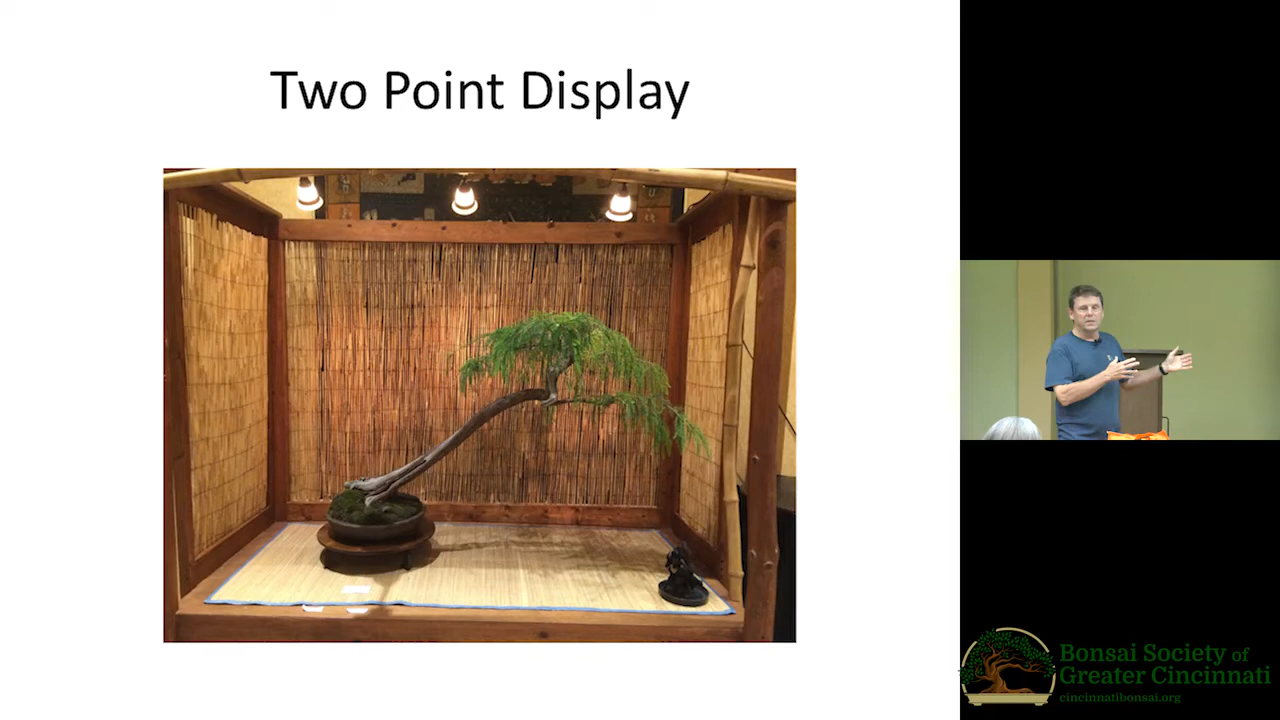 Two Point Display
Bonsai Society of
Greater Cincinnati
cincinnatibonsai.org